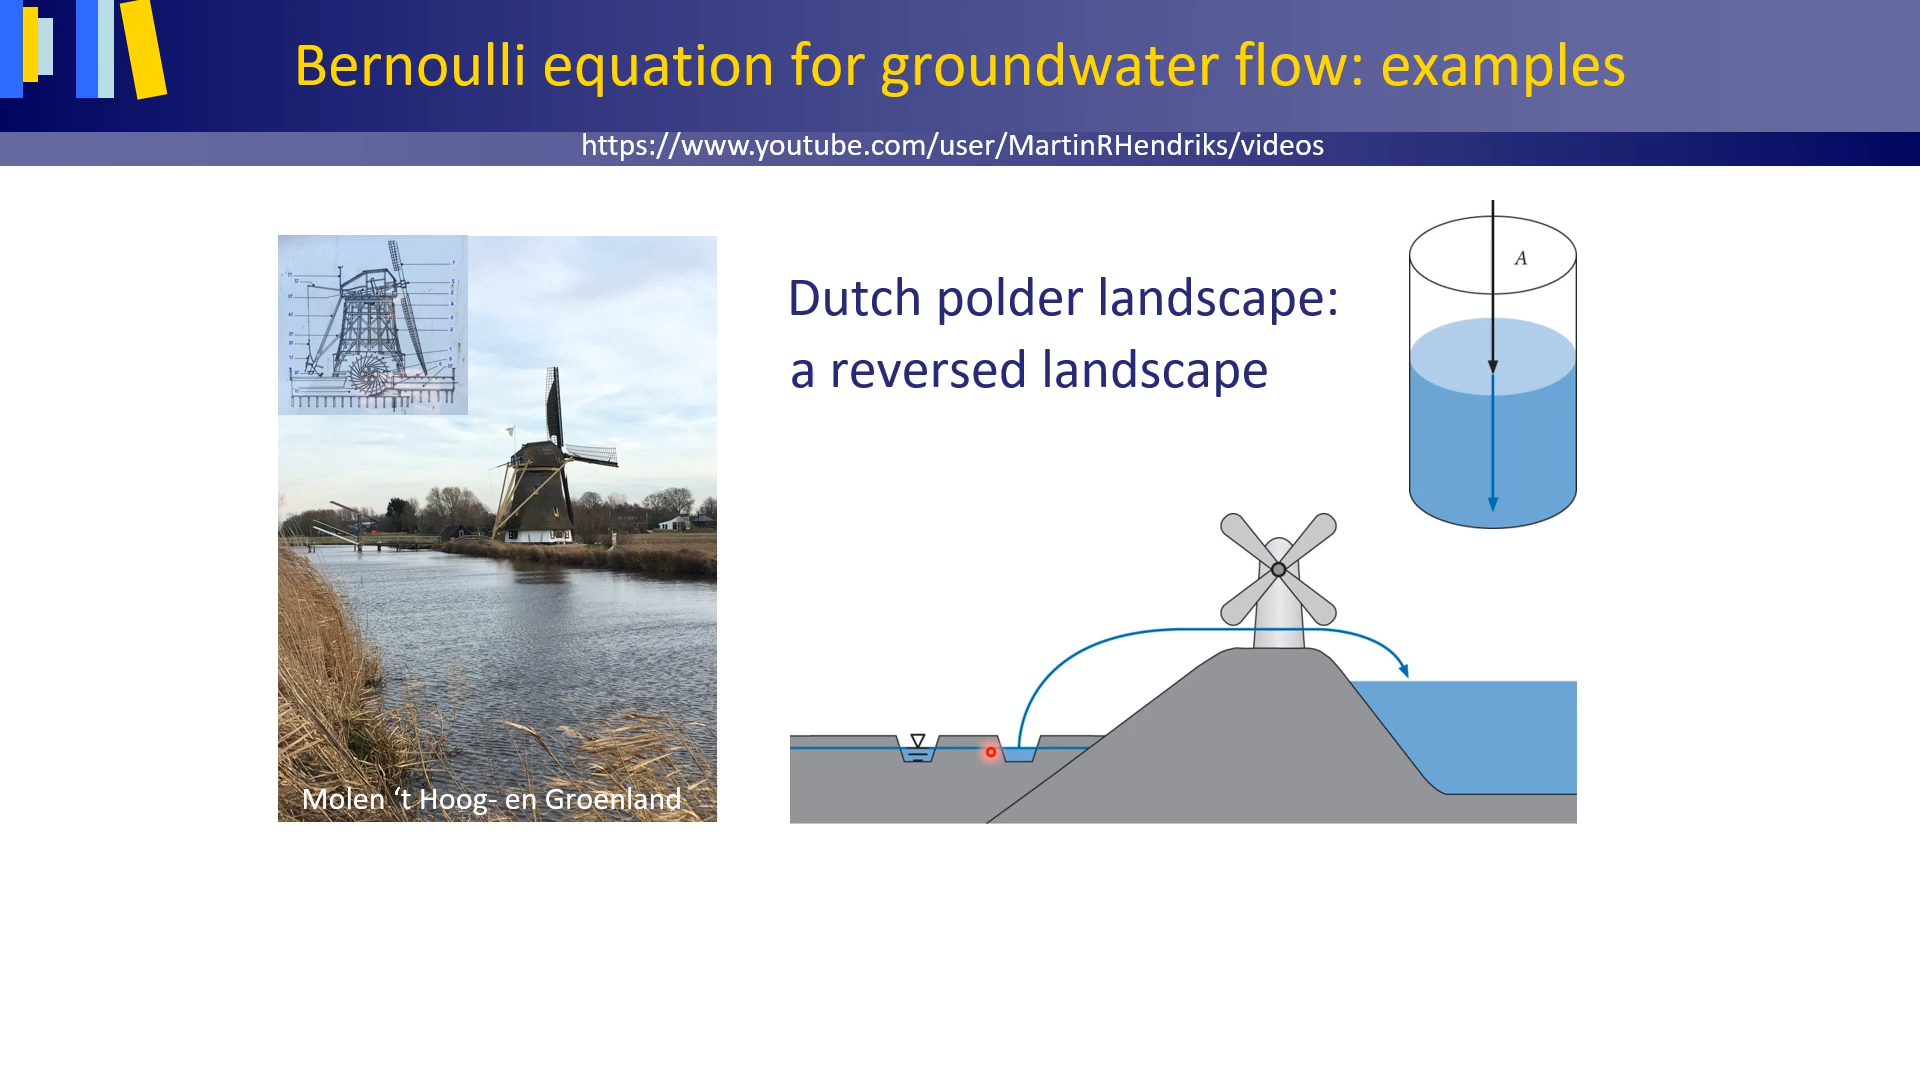 Bernoulli equation for groundwater flow: examples
https://www.youtube.com/user/MartinRHendriks/videos
Dutch polder landscape:
a reversed landscape
A
Molen ‘t Hoog- en Groenland